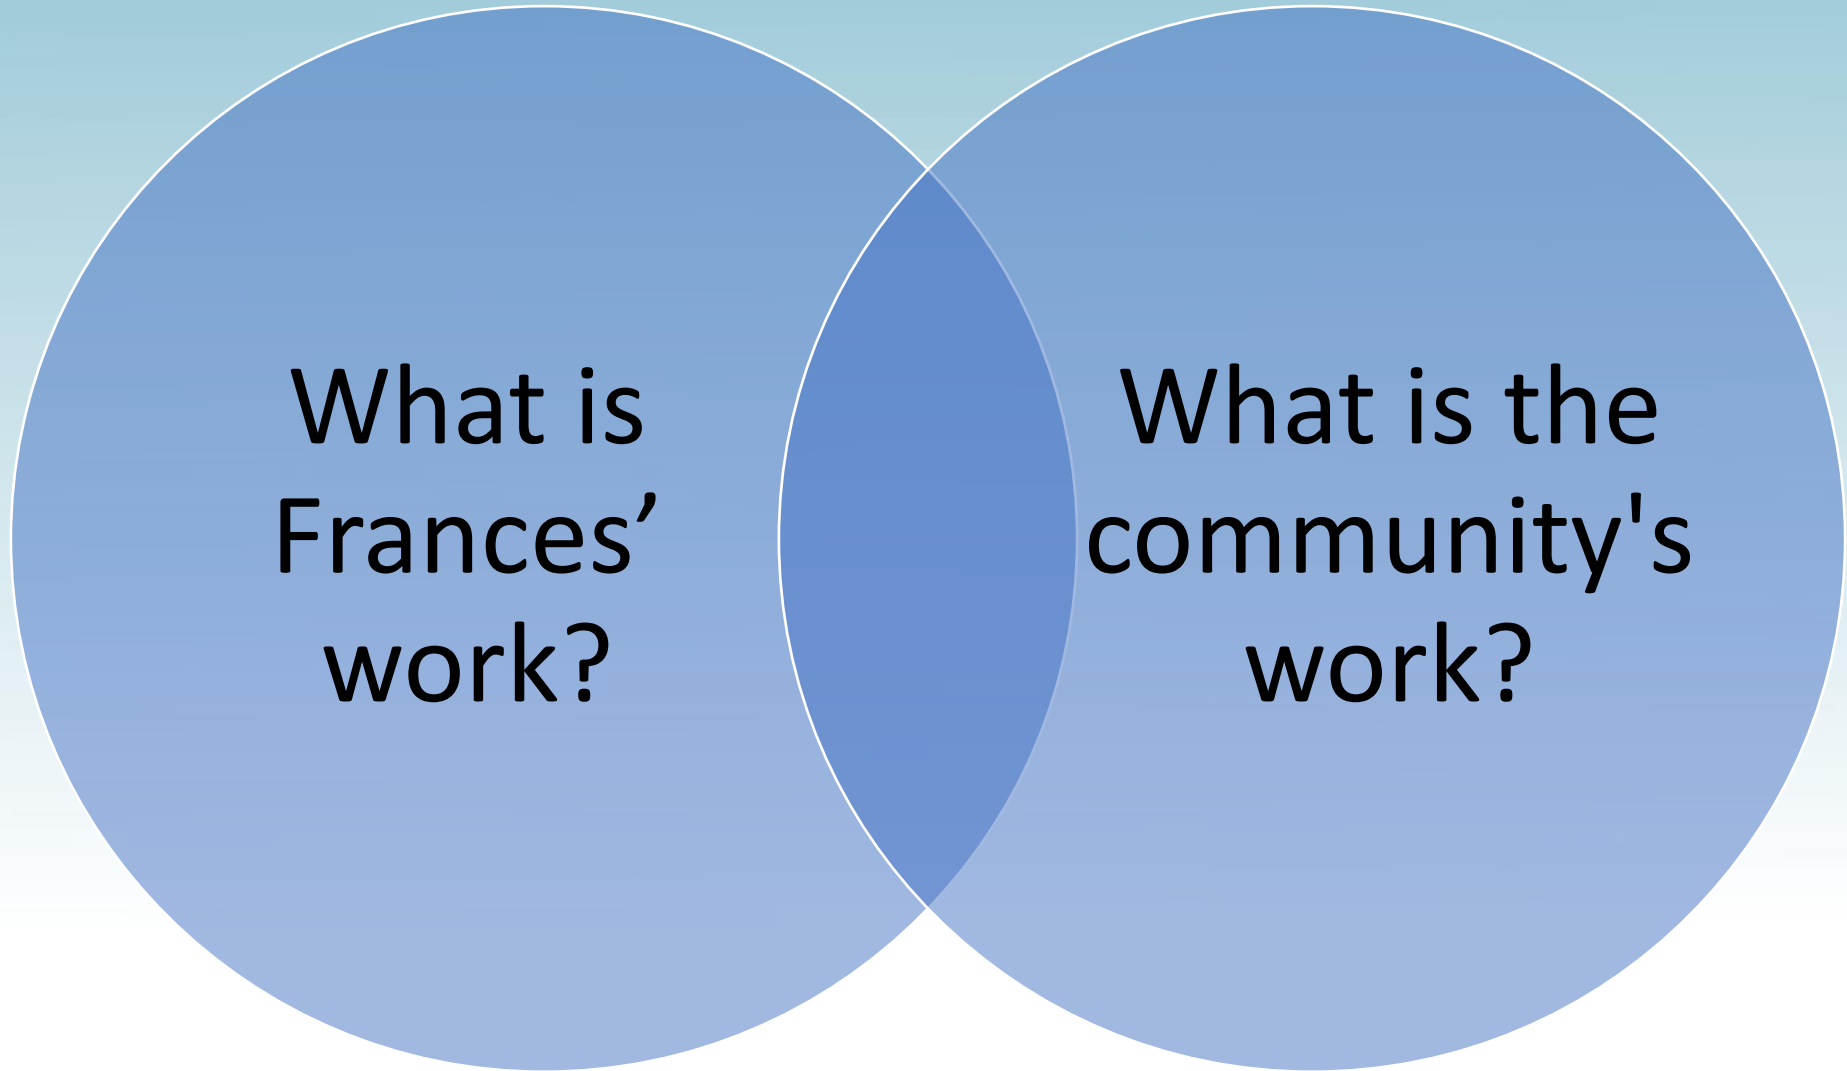 What is
Frances’
work?
What is the
community's
work?